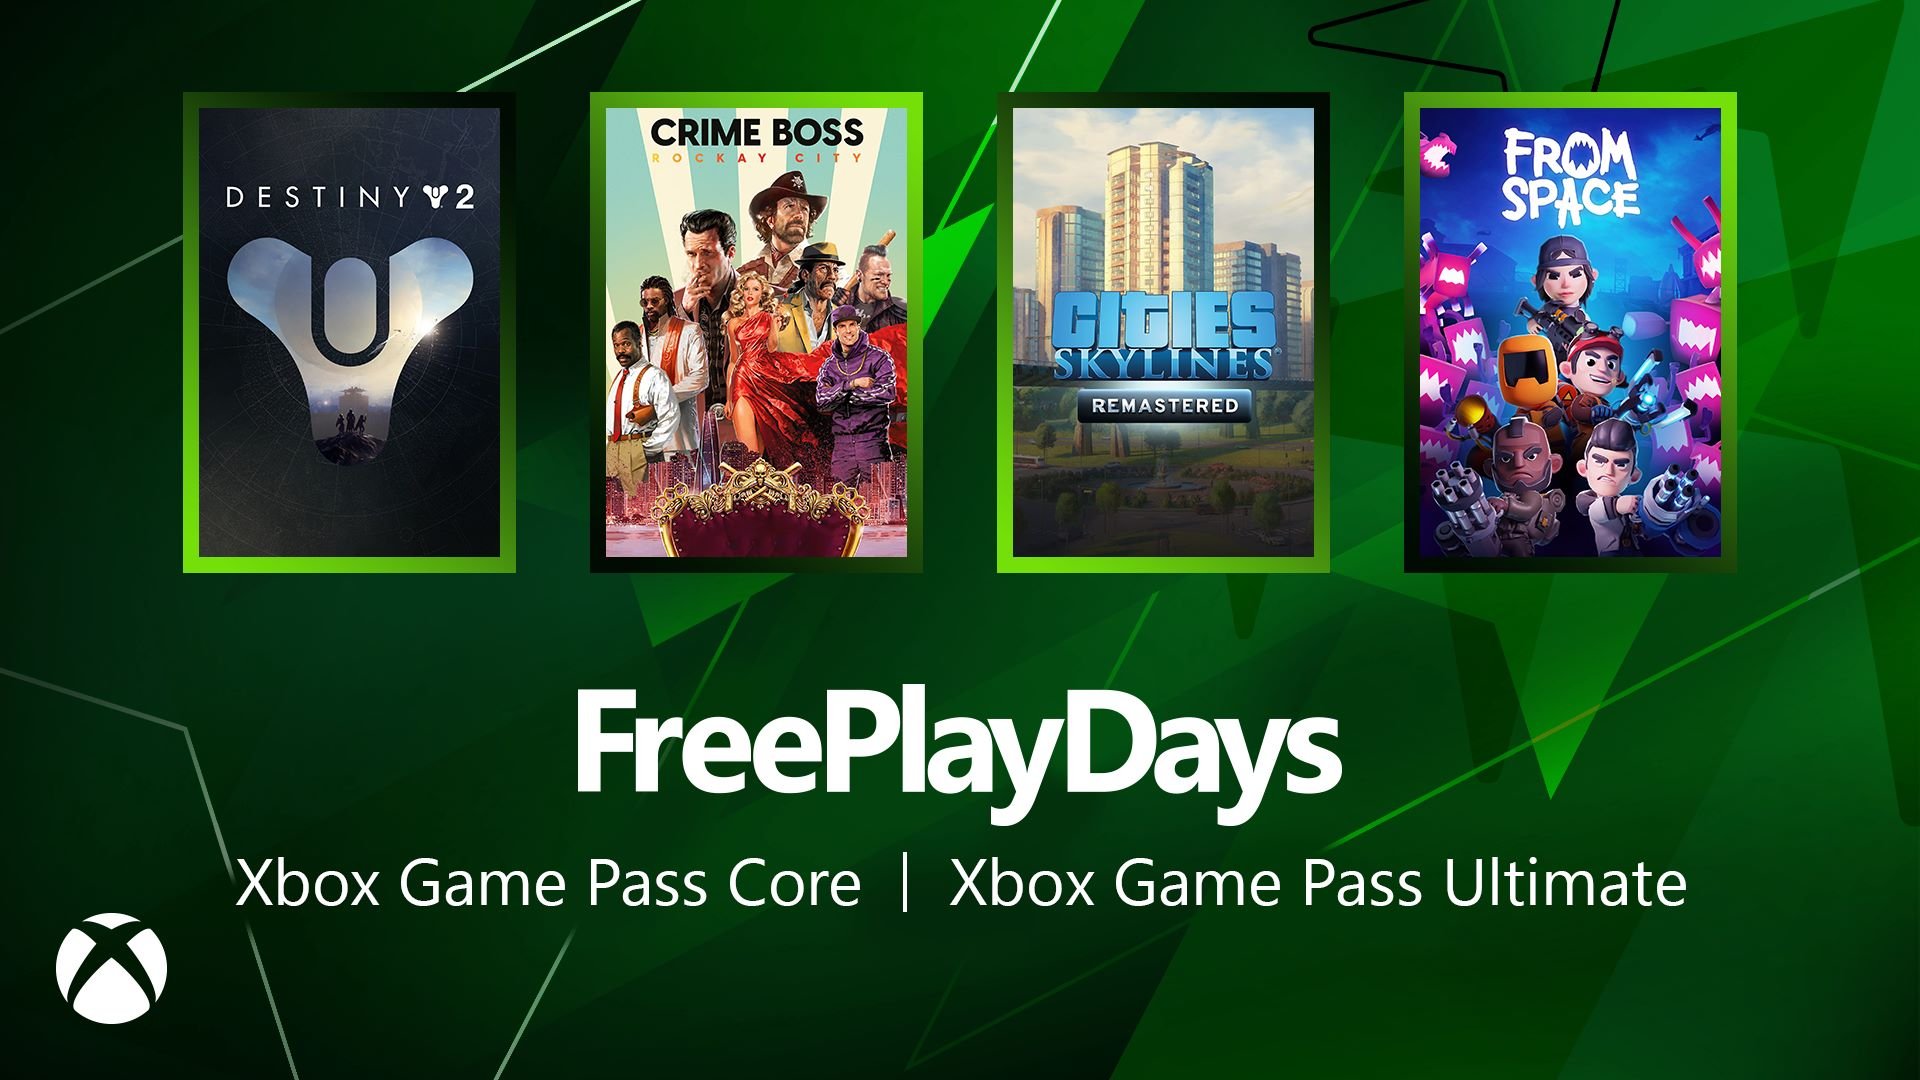 DESTINY 2
CRIME BOSS
ROCKAY CITY
CITIES
SKYLINES
REMASTERED
FROM
SPACE
FreePlayDays
Xbox Game Pass Core | Xbox Game Pass Ultimate